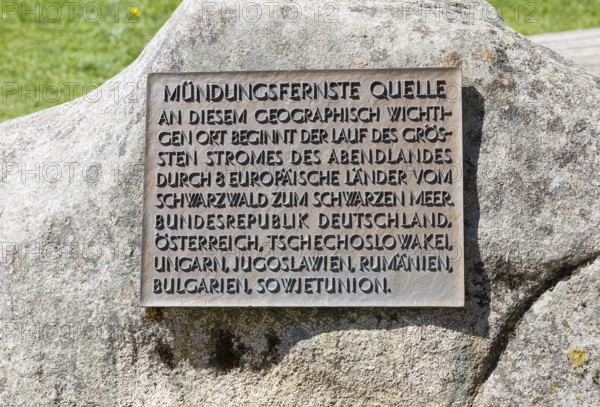 MÜNDUNGSFERNSTE QUELLE
AN DIESEM GEOGRAPHISCH WICHTI-
GEN ORT BEGINNT DER LAUF DES GRÖS-
STEN STROMES DES ABENDLANDES
DURCH 8 EUROPÄISCHE LÄNDER VOM
SCHWARZWALD ZUM SCHWARZEN MEER.
BUNDESREPUBLIK DEUTSCHLAND,
ÖSTERREICH, TSCHECHOSLOWAKEI,
UNGARN, JUGOSLAWIEN, RUMÄNIEN,
BULGARIEN, SOWJETUNION.